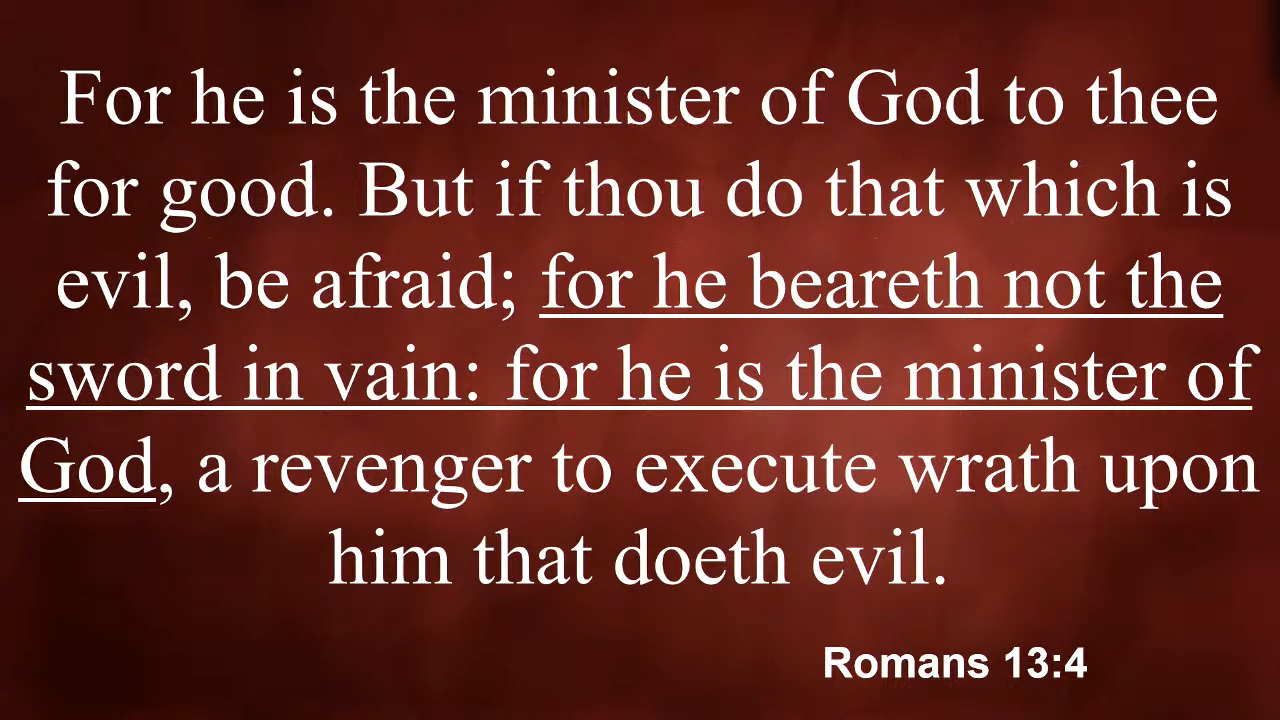 For he is the minister of God to thee
for good. But if thou do that which is
evil, be afraid; for he beareth not the
sword in vain: for he is the minister of
God, a revenger to execute wrath upon
him that doeth evil.
Romans 13:4